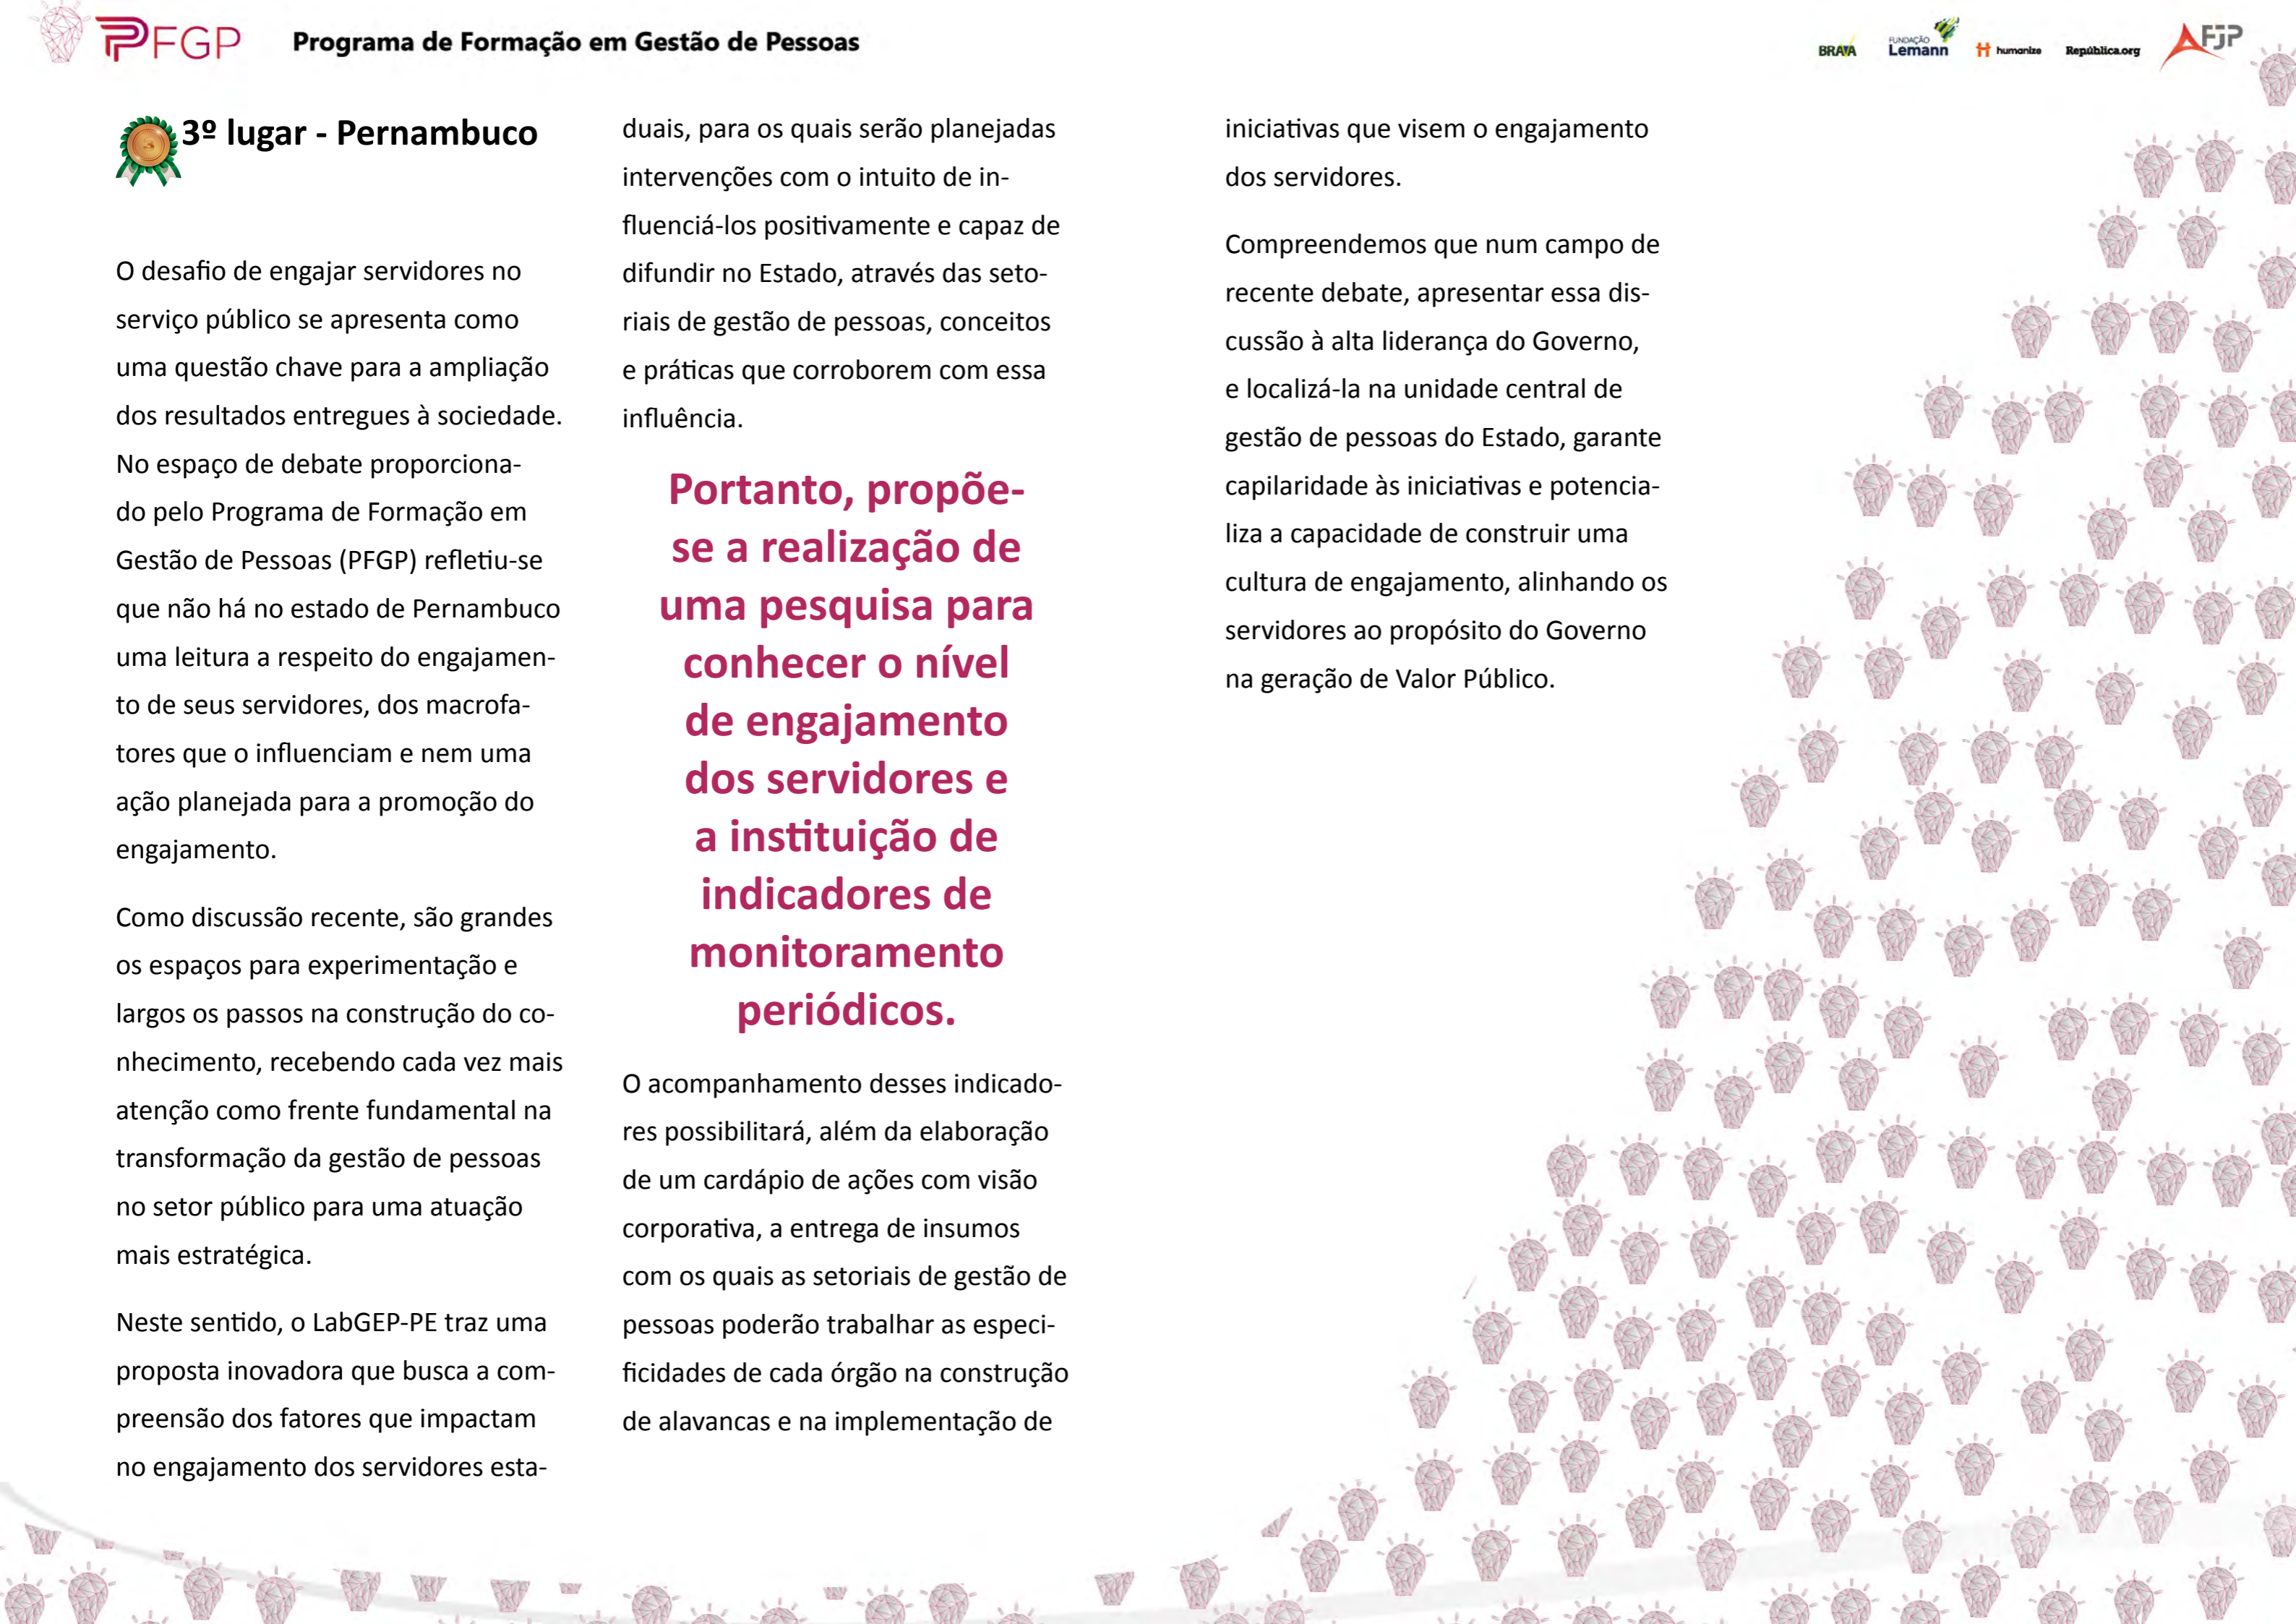 PFGP
Programa de Formação em Gestão de Pessoas
BRAVA
FUNDAÇÃO
Lemann
humanize
República.org
FJP
3º lugar - Pernambuco
O desafio de engajar servidores no
serviço público se apresenta como
uma questão chave para a ampliação
dos resultados entregues à sociedade.
No espaço de debate proporciona-
do pelo Programa de Formação em
Gestão de Pessoas (PFGP) refletiu-se
que não há no estado de Pernambuco
uma leitura a respeito do engajamen-
to de seus servidores, dos macrofa-
tores que o influenciam e nem uma
ação planejada para a promoção do
engajamento.
Como discussão recente, são grandes
os espaços para experimentação e
largos os passos na construção do co-
nhecimento, recebendo cada vez mais
atenção como frente fundamental na
transformação da gestão de pessoas
no setor público para uma atuação
mais estratégica.
Neste sentido, o LabGEP-PE traz uma
proposta inovadora que busca a com-
preensão dos fatores que impactam
no engajamento dos servidores esta-
duais, para os quais serão planejadas
intervenções com o intuito de in-
fluenciá-los positivamente e capaz de
difundir no Estado, através das seto-
riais de gestão de pessoas, conceitos
e práticas que corroborem com essa
influência.
Portanto, propõe-
se a realização de
uma pesquisa para
conhecer o nível
de engajamento
dos servidores e
a instituição de
indicadores de
monitoramento
periódicos.
O acompanhamento desses indicado-
res possibilitará, além da elaboração
de um cardápio de ações com visão
corporativa, a entrega de insumos
com os quais as setoriais de gestão de
pessoas poderão trabalhar as especi-
ficidades de cada órgão na construção
de alavancas e na implementação de
iniciativas que visem o engajamento
dos servidores.
Compreendemos que num campo de
recente debate, apresentar essa dis-
cussão à alta liderança do Governo,
e localizá-la na unidade central de
gestão de pessoas do Estado, garante
capilaridade às iniciativas e potencia-
liza a capacidade de construir uma
cultura de engajamento, alinhando os
servidores ao propósito do Governo
na geração de Valor Público.